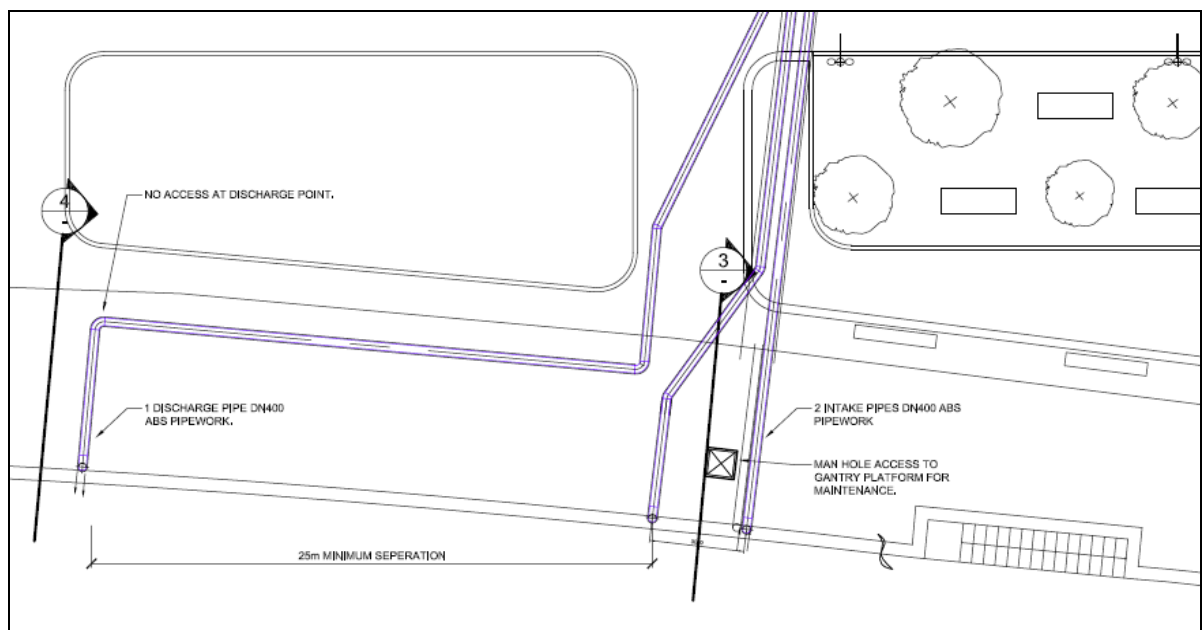 NO ACCESS AT DISCHARGE POINT.
4
-
3
-
1 DISCHARGE PIPE DN400
ABS PIPEWORK.
2 INTAKE PIPES DN400 ABS
PIPEWORK
MAN HOLE ACCESS TO
GANTRY PLATFORM FOR
MAINTENANCE.
25m MINIMUM SEPERATION